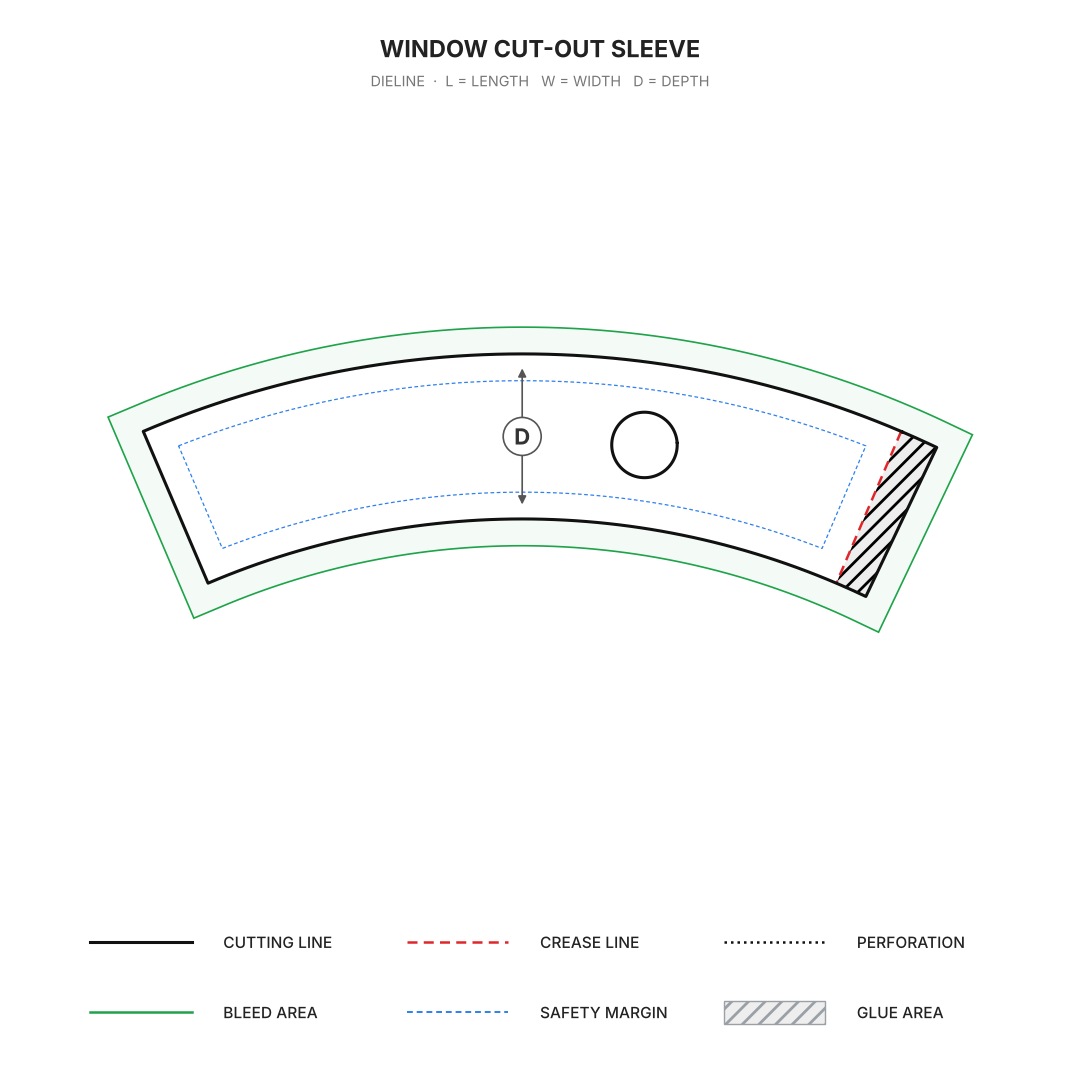 WINDOW CUT-OUT SLEEVE
DIELINE · L = LENGTH W = WIDTH D = DEPTH
D
CUTTING LINE
CREASE LINE
PERFORATION
BLEED AREA
SAFETY MARGIN
GLUE AREA